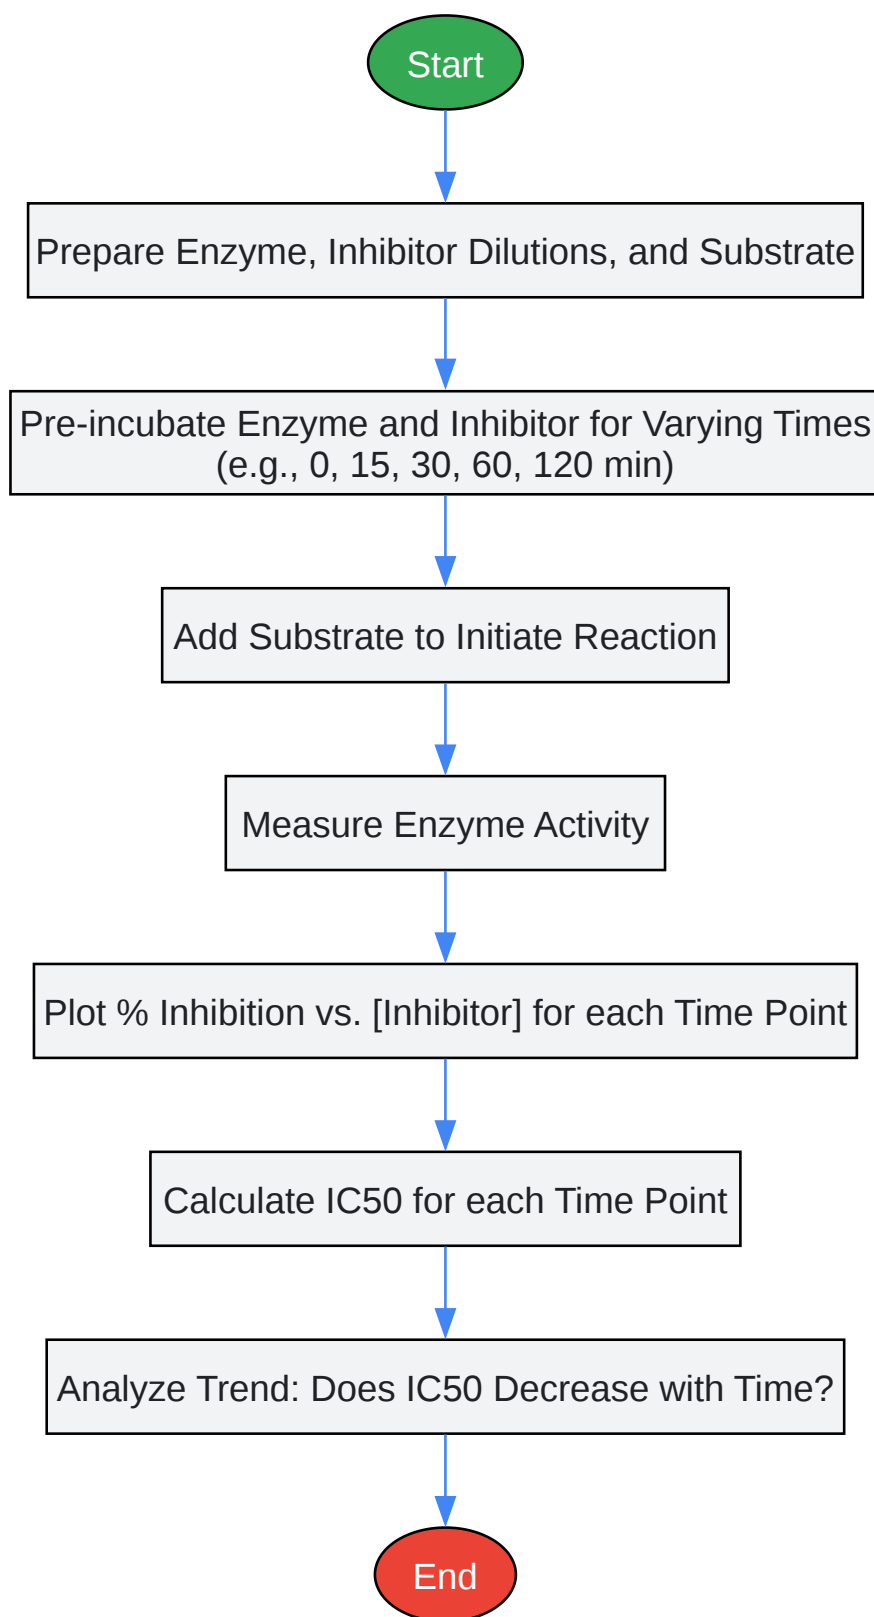 Start
Prepare Enzyme, Inhibitor Dilutions, and Substrate
Pre-incubate Enzyme and Inhibitor for Varying Times
(e.g., 0, 15, 30, 60, 120 min)
Add Substrate to Initiate Reaction
Measure Enzyme Activity
Plot % Inhibition vs. [Inhibitor] for each Time Point
Calculate IC50 for each Time Point
Analyze Trend: Does IC50 Decrease with Time?
End